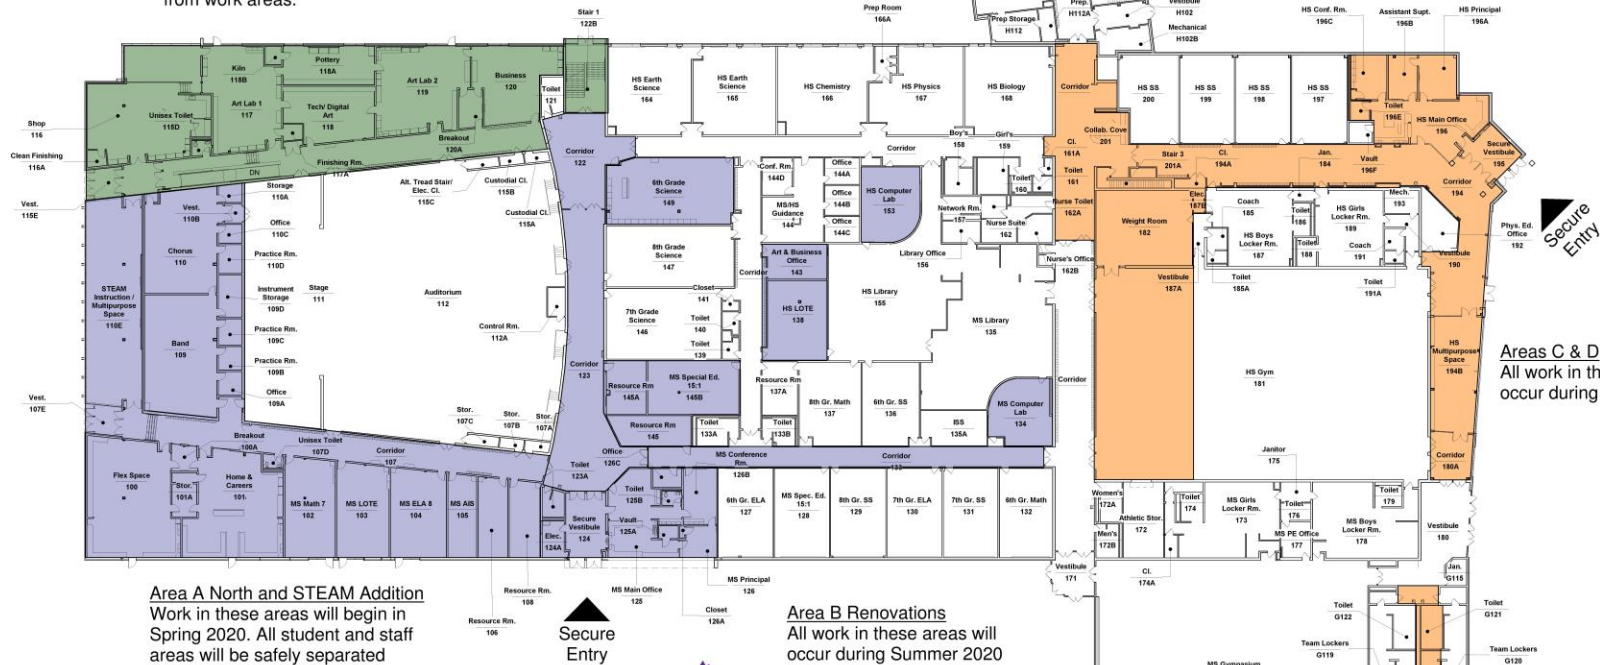 from work areas.
Stair 1
122B
Prep Room
166A
Prep Storage
H112
Prep.
H112A
H102
Mechanical
H102B
HS Conf. Rm.
196C
Assistant Supt.
196B
HS Principal
196A
Kiln
118B
Pottery
118A
Art Lab 2
119
Business
120
Toilet
121
HS Earth
Science
164
HS Earth
Science
165
HS Chemistry
166
HS Physics
167
HS Biology
168
Corridor
HS SS
200
HS SS
199
HS SS
198
HS SS
197
Toilet
196E
HS Main Office
196
Secure
Vestibule
195
Shop
116
Unisex Toilet
115D
Art Lab 1
117
Tech/ Digital
Art
118
Breakout
120A
Clean Finishing
116A
DN
Finishing Rm.
117A
Corridor
122
Corridor
Boy's
158
Girl's
159
Cl.
161A
Collab. Cove
201
Stair 3
201A
Cl.
194A
Jan.
184
Vault
196F
Corridor
194
Storage
110A
Alt. Tread Stair/
Elec. Cl.
115C
Custodial Cl.
115B
Custodial Cl.
115A
6th Grade
Science
149
Conf. Rm.
144D
Office
144A
Office
144B
Office
144C
MS/HS
Guidance
144
HS Computer
Lab
153
Toilet
160
Toilet
161
Nurse Toilet
162A
Network Rm.
157
Nurse Suite
162
Elec.
187B
Weight Room
182
Coach
185
Toilet
186
HS Boys
Locker Rm.
187
Toilet
188
HS Girls
Locker Rm.
189
Mech.
193
Coach
191
Phys. Ed.
Office
192
Secure
Entry
Vest.
115E
Vest.
110B
Office
110C
Chorus
110
Practice Rm.
110D
8th Grade
Science
147
Corridor
Art & Business
Office
143
Library Office
156
Nurse's Office
162B
Vestibule
187A
Toilet
185A
Toilet
191A
Vestibule
190
STEAM
Instruction /
Multipurpose
Space
110E
Instrument
Storage
109D
Stage
111
Auditorium
112
Control Rm.
112A
Closet
141
Toilet
140
Toilet
139
7th Grade
Science
146
HS LOTE
138
HS Library
155
MS Library
135
Band
109
Practice Rm.
109C
Practice Rm.
109B
Office
109A
Corridor
123
Resource Rm
145A
MS Special Ed.
15:1
145B
Resource Rm
137A
8th Gr. Math
137
6th Gr. SS
136
MS Computer
Lab
134
Corridor
HS Gym
181
HS
Multipurpose
Space
194B
Areas C & D
All work in th
occur during
Vest.
107E
Stor.
107C
Stor.
107B
Stor.
107A
Resource Rm
145
Toilet
133A
Toilet
133B
ISS
135A
Breakout
100A
Unisex Toilet
107D
Corridor
107
Office
126C
MS Conference
Rm.
126B
Corridor
133
Toilet
123A
Janitor
175
Corridor
180A
Flex Space
100
Stor.
101A
Home &
Careers
101
MS Math 7
102
MS LOTE
103
MS ELA 8
104
MS AIS
105
Elec.
124A
Secure
Vestibule
124
Toilet
125B
Vault
125A
6th Gr. ELA
127
MS Spec. Ed.
15:1
128
8th Gr. SS
129
7th Gr. ELA
130
7th Gr. SS
131
6th Gr. Math
132
Women's
172A
Men's
172B
Athletic Stor.
172
Toilet
174
MS Girls
Locker Rm.
173
Toilet
176
MS PE Office
177
MS Boys
Locker Rm.
178
Toilet
179
Vestibule
180
Vestibule
171
Cl.
174A
Jan.
G115
Area A North and STEAM Addition
Work in these areas will begin in
Spring 2020. All student and staff
areas will be safely separated
Resource Rm.
106
Resource Rm.
108
Secure
Entry
MS Main Office
125
Closet
126A
MS Principal
126
Area B Renovations
All work in these areas will
occur during Summer 2020
Toilet
G122
Toilet
G121
Team Lockers
G119
Team Lockers
G120